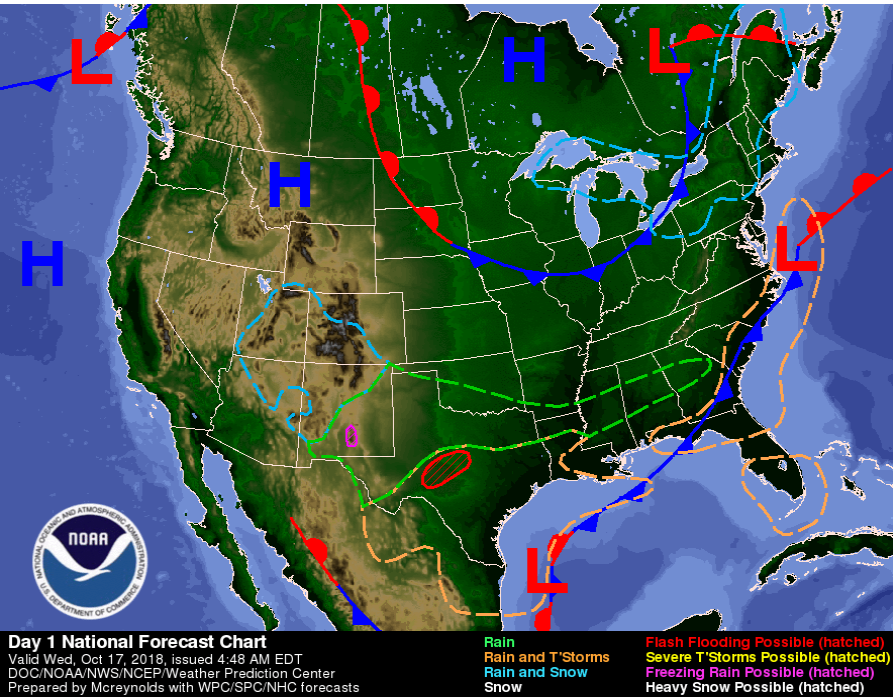 L
H
L
H
H
L
L
NATIONAL OCEANIC AND ATMOSPHERIC ADMINISTRATION
NOAA
U.S. DEPARTMENT OF COMMERCE
Day 1 National Forecast Chart
Valid Wed, Oct 17, 2018, issued 4:48 AM EDT
DOC/NOAA/NWS/NCEP/Weather Prediction Center
Prepared by Mcreynolds with WPC/SPC/NHC forecasts
Rain
Rain and T'Storms
Rain and Snow
Snow
Flash Flooding Possible (hatched)
Severe T'Storms Possible (hatched)
Freezing Rain Possible (hatched)
Heavy Snow Possible (hatched)